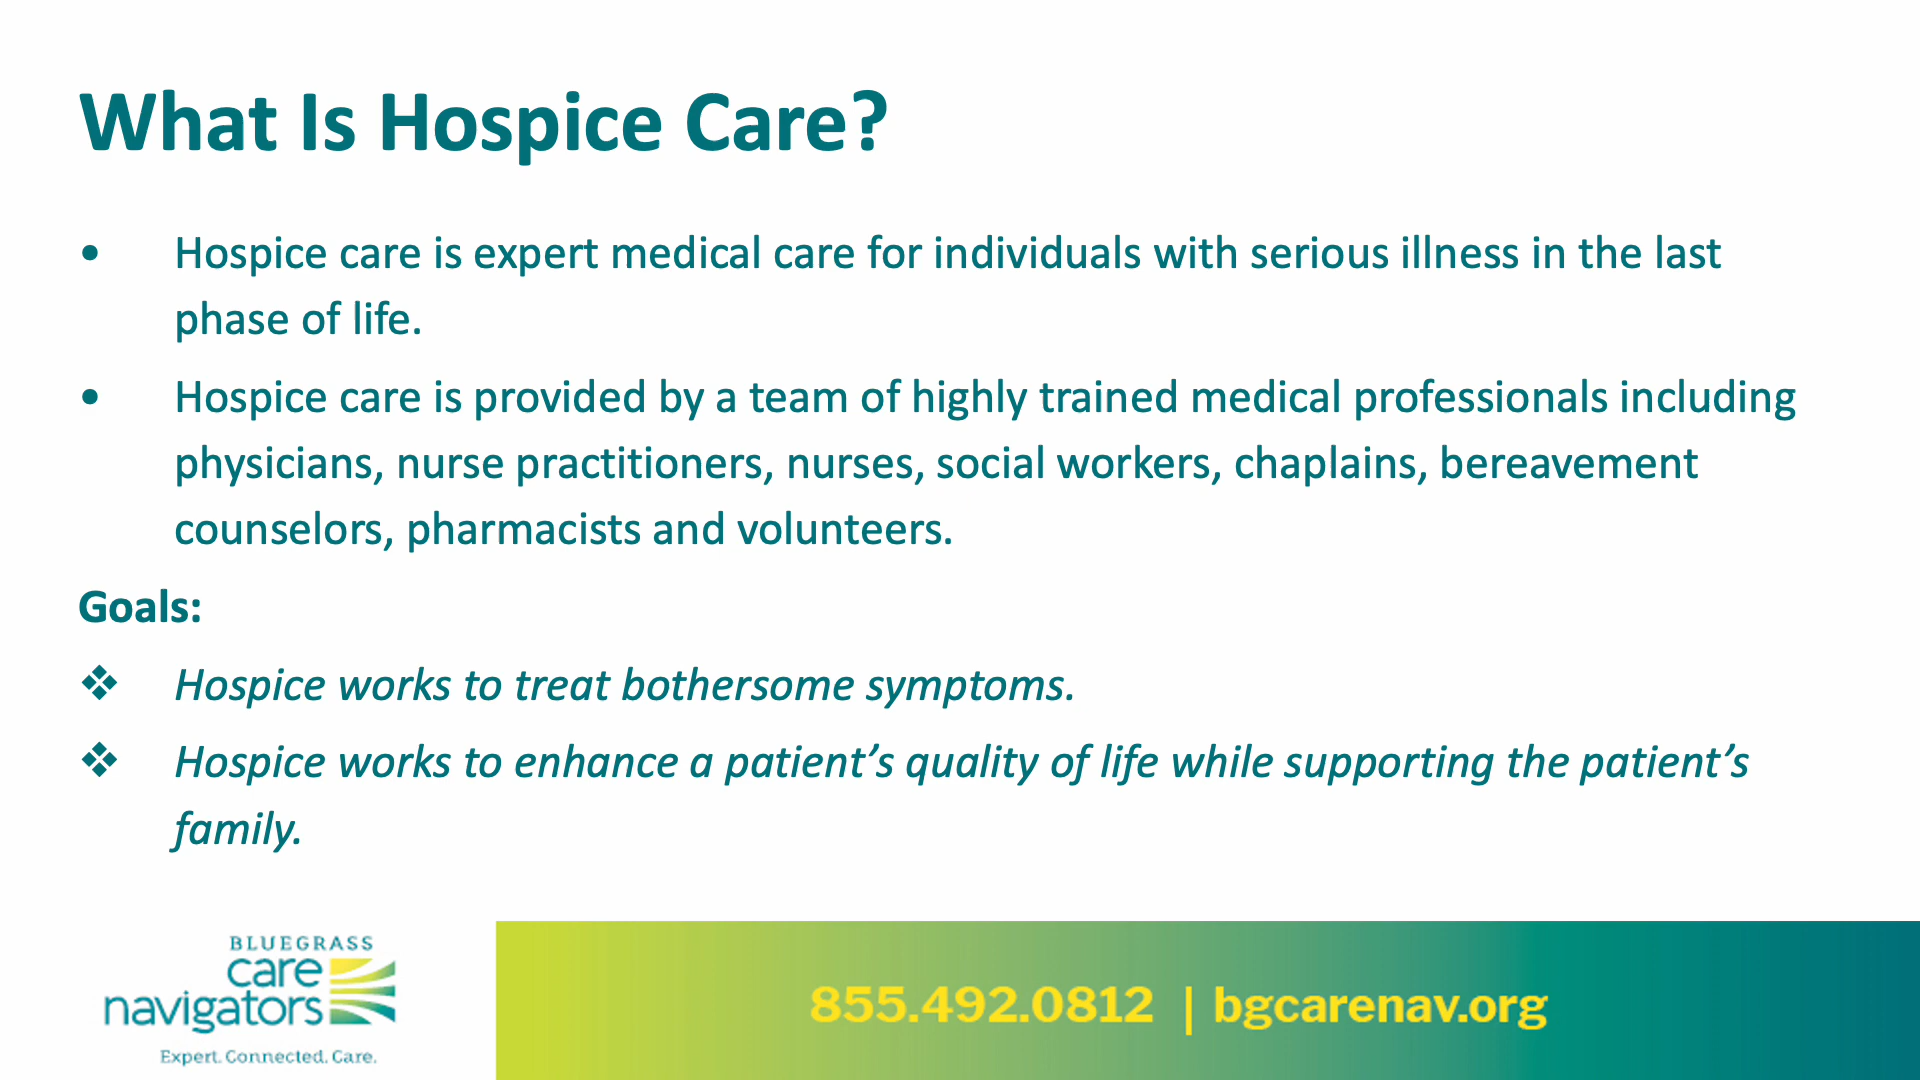 What Is Hospice Care?
• Hospice care is expert medical care for individuals with serious illness in the last
phase of life.
• Hospice care is provided by a team of highly trained medical professionals including
physicians, nurse practitioners, nurses, social workers, chaplains, bereavement
counselors, pharmacists and volunteers.
Goals:
❖ Hospice works to treat bothersome symptoms.
❖ Hospice works to enhance a patient’s quality of life while supporting the patient’s
family.
BLUEGRASS
care
navigators
Expert. Connected. Care.
855.492.0812 | bgcarenav.org